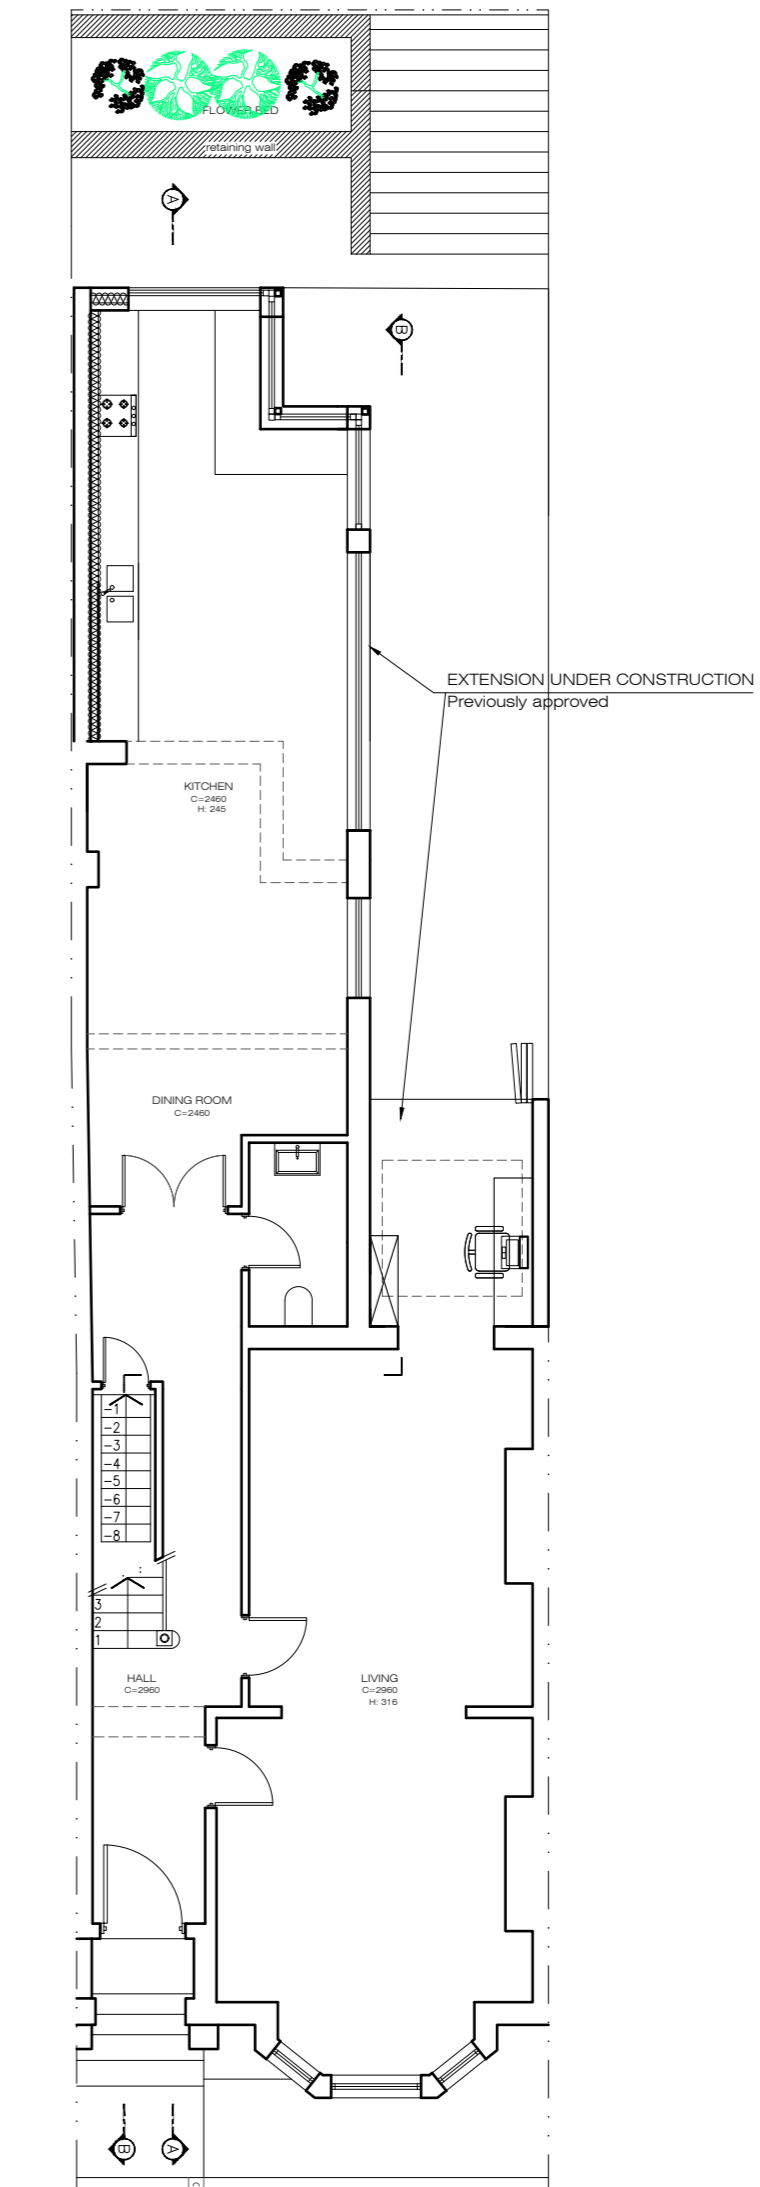 FLOWER BED
retaining wall
A
B
EXTENSION UNDER CONSTRUCTION
Previously approved
KITCHEN
C=2460
H: 245
DINING ROOM
C=2460
-1
-2
-3
-4
-5
-6
-7
-8
3
2
1
HALL
C=2960
LIVING
C=2960
H: 316
B
A